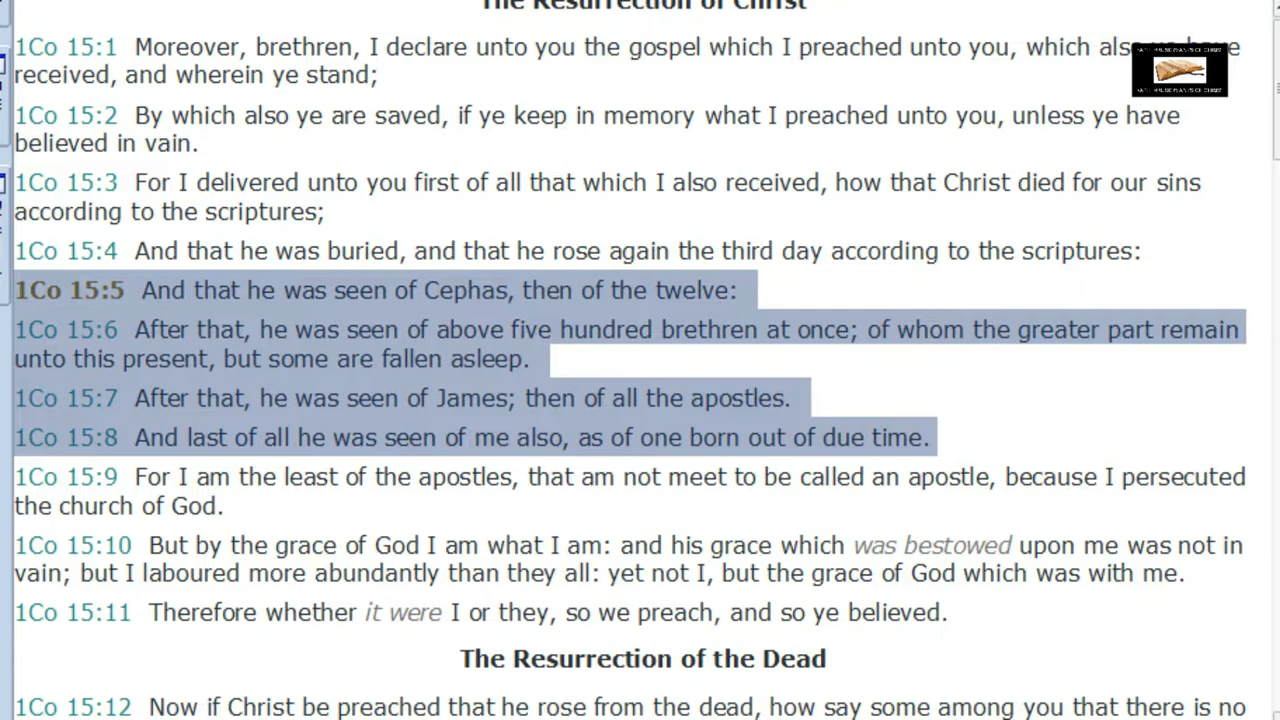 The Resurrection of Christ
1Co 15:1 Moreover, brethren, I declare unto you the gospel which I preached unto you, which also ye have
received, and wherein ye stand;
1Co 15:2 By which also ye are saved, if ye keep in memory what I preached unto you, unless ye have
believed in vain.
1Co 15:3 For I delivered unto you first of all that which I also received, how that Christ died for our sins
according to the scriptures;
1Co 15:4 And that he was buried, and that he rose again the third day according to the scriptures:
1Co 15:5 And that he was seen of Cephas, then of the twelve:
1Co 15:6 After that, he was seen of above five hundred brethren at once; of whom the greater part remain
unto this present, but some are fallen asleep.
1Co 15:7 After that, he was seen of James; then of all the apostles.
1Co 15:8 And last of all he was seen of me also, as of one born out of due time.
1Co 15:9 For I am the least of the apostles, that am not meet to be called an apostle, because I persecuted
the church of God.
1Co 15:10 But by the grace of God I am what I am: and his grace which was bestowed upon me was not in
vain; but I laboured more abundantly than they all: yet not I, but the grace of God which was with me.
1Co 15:11 Therefore whether it were I or they, so we preach, and so ye believed.
The Resurrection of the Dead
1Co 15:12 Now if Christ be preached that he rose from the dead, how say some among you that there is no